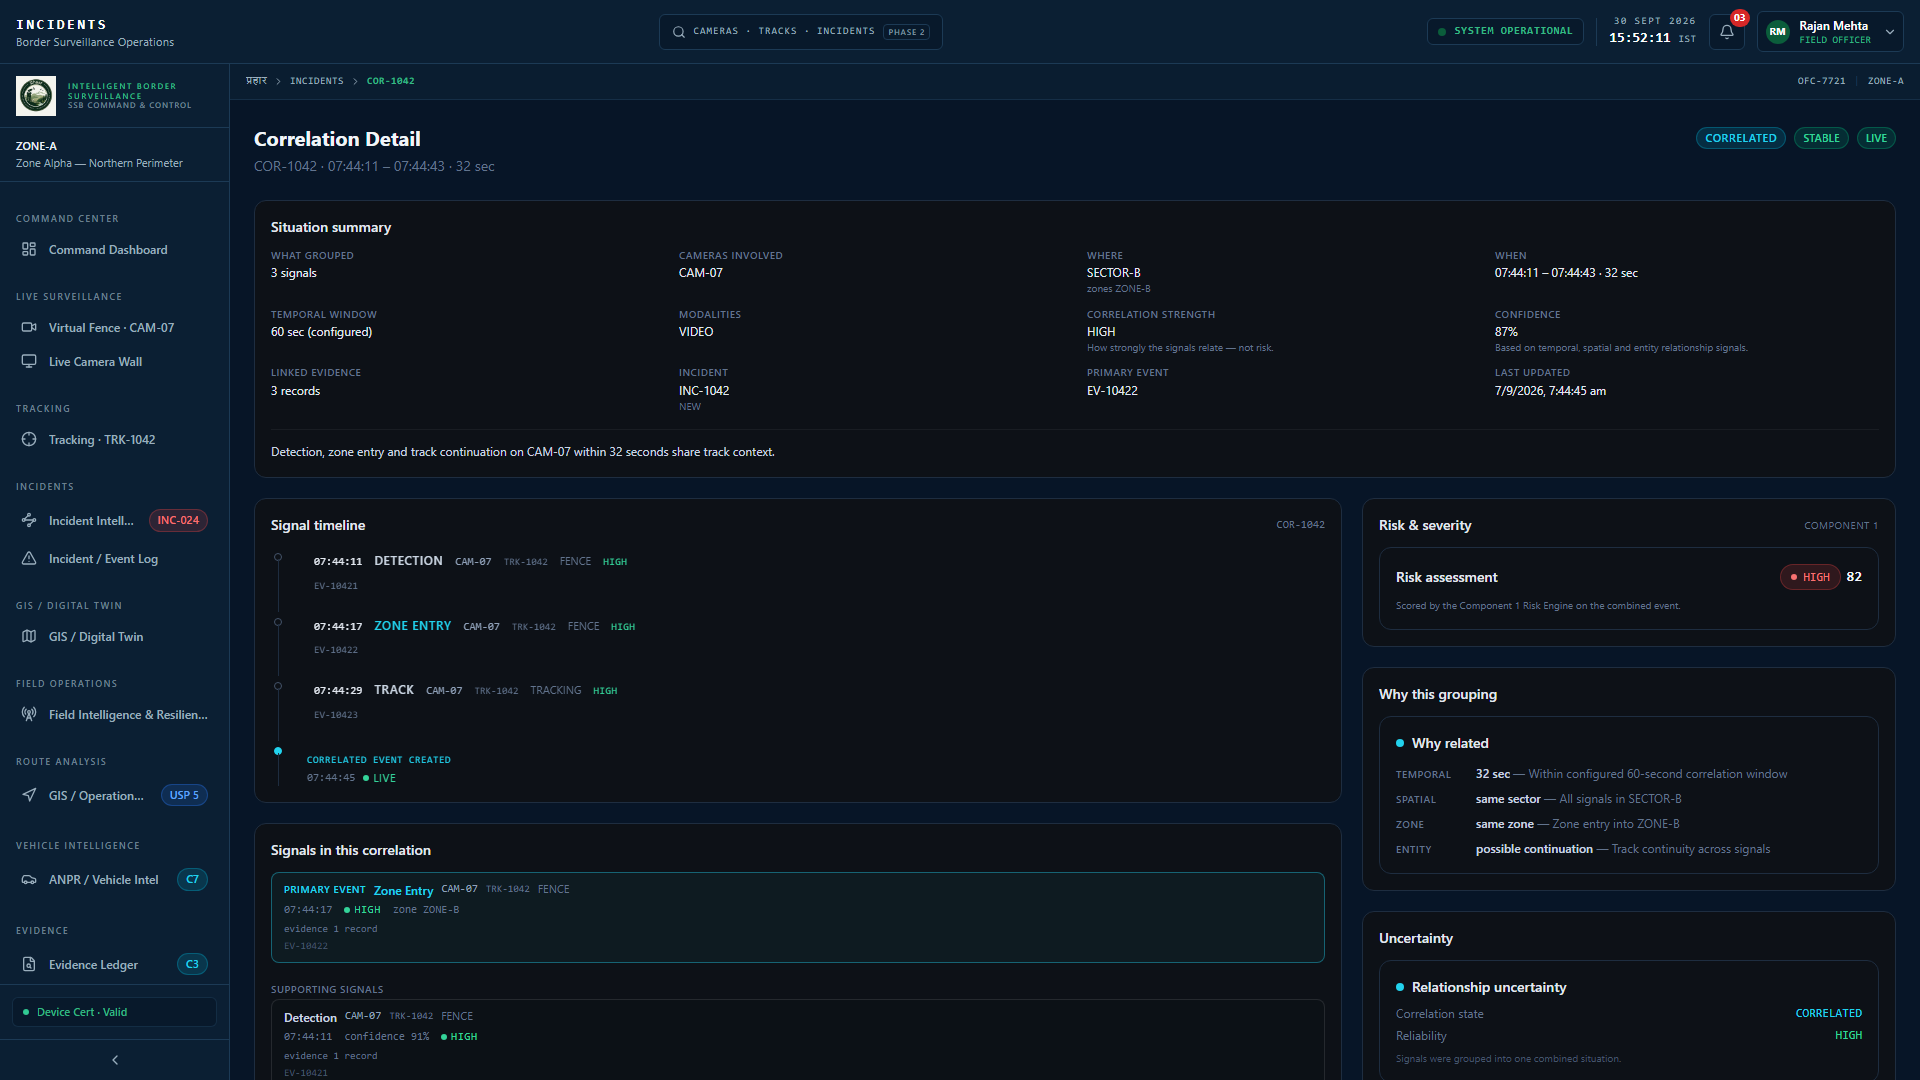 INCIDENTS
Border Surveillance Operations
CAMERAS · TRACKS · INCIDENTS PHASE 2
SYSTEM OPERATIONAL
30 SEPT 2026
15:52:11 IST
03
RM
Rajan Mehta
FIELD OFFICER
INTELLIGENT BORDER
SURVEILLANCE
SSB COMMAND & CONTROL
प्रहार > INCIDENTS > COR-1042
OFC-7721 | ZONE-A
ZONE-A
Zone Alpha — Northern Perimeter
COMMAND CENTER
Command Dashboard
LIVE SURVEILLANCE
Virtual Fence · CAM-07
Live Camera Wall
TRACKING
Tracking · TRK-1042
INCIDENTS
Incident Intell... INC-024
Incident / Event Log
GIS / DIGITAL TWIN
GIS / Digital Twin
FIELD OPERATIONS
Field Intelligence & Resilien...
ROUTE ANALYSIS
GIS / Operation... USP 5
VEHICLE INTELLIGENCE
ANPR / Vehicle Intel C7
EVIDENCE
Evidence Ledger C3
Device Cert · Valid
Correlation Detail
COR-1042 · 07:44:11 – 07:44:43 · 32 sec
CORRELATED STABLE LIVE
Situation summary
WHAT GROUPED
3 signals
CAMERAS INVOLVED
CAM-07
WHERE
SECTOR-B
zones ZONE-B
WHEN
07:44:11 – 07:44:43 · 32 sec
TEMPORAL WINDOW
60 sec (configured)
MODALITIES
VIDEO
CORRELATION STRENGTH
HIGH
How strongly the signals relate — not risk.
CONFIDENCE
87%
Based on temporal, spatial and entity relationship signals.
LINKED EVIDENCE
3 records
INCIDENT
INC-1042
NEW
PRIMARY EVENT
EV-10422
LAST UPDATED
7/9/2026, 7:44:45 am
Detection, zone entry and track continuation on CAM-07 within 32 seconds share track context.
Signal timeline
COR-1042
07:44:11 DETECTION CAM-07 TRK-1042 FENCE HIGH
EV-10421
07:44:17 ZONE ENTRY CAM-07 TRK-1042 FENCE HIGH
EV-10422
07:44:29 TRACK CAM-07 TRK-1042 TRACKING HIGH
EV-10423
CORRELATED EVENT CREATED
07:44:45 LIVE
Signals in this correlation
PRIMARY EVENT Zone Entry CAM-07 TRK-1042 FENCE
07:44:17 HIGH zone ZONE-B
evidence 1 record
EV-10422
SUPPORTING SIGNALS
Detection CAM-07 TRK-1042 FENCE
07:44:11 confidence 91% HIGH
evidence 1 record
EV-10421
Risk & severity
COMPONENT 1
Risk assessment HIGH 82
Scored by the Component 1 Risk Engine on the combined event.
Why this grouping
Why related
TEMPORAL 32 sec — Within configured 60-second correlation window
SPATIAL same sector — All signals in SECTOR-B
ZONE same zone — Zone entry into ZONE-B
ENTITY possible continuation — Track continuity across signals
Uncertainty
Relationship uncertainty
Correlation state CORRELATED
Reliability HIGH
Signals were grouped into one combined situation.